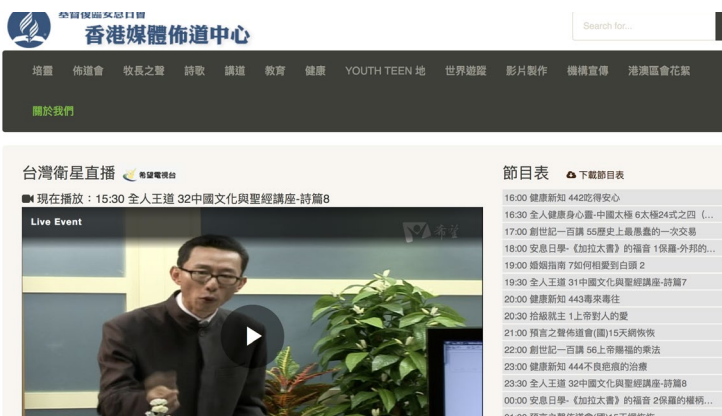 基督復臨安息日會
香港媒體佈道中心
Search for...
培靈 佈道會 牧長之聲 詩歌 講道 教育 健康 YOUTH TEEN 地 世界遊蹤 影片製作 機構宣傳 港澳區會花絮
關於我們
台灣衛星直播 希望電視台
現在播放:15:30 全人王道 32中國文化與聖經講座-詩篇8
Live Event
希望
節目表 下載節目表
16:00 健康新知 442吃得安心
16:30 全人健康身心靈-中國太極 6太極24式之四（...
17:00 創世記一百講 55歷史上最愚蠢的一次交易
18:00 安息日學-《加拉太書》的福音 1保羅-外邦的...
19:00 婚姻指南 7如何相愛到白頭 2
19:30 全人王道 31中國文化與聖經講座-詩篇7
20:00 健康新知 443毒來毒往
20:30 拾級就主 1上帝對人的愛
21:00 預言之聲佈道會(國)15天網恢恢
22:00 創世記一百講 56上帝賜福的乘法
23:00 健康新知 444不良疤痕的治療
23:30 全人王道 32中國文化與聖經講座-詩篇8
00:00 安息日學-《加拉太書》的福音 2保羅的權柄...